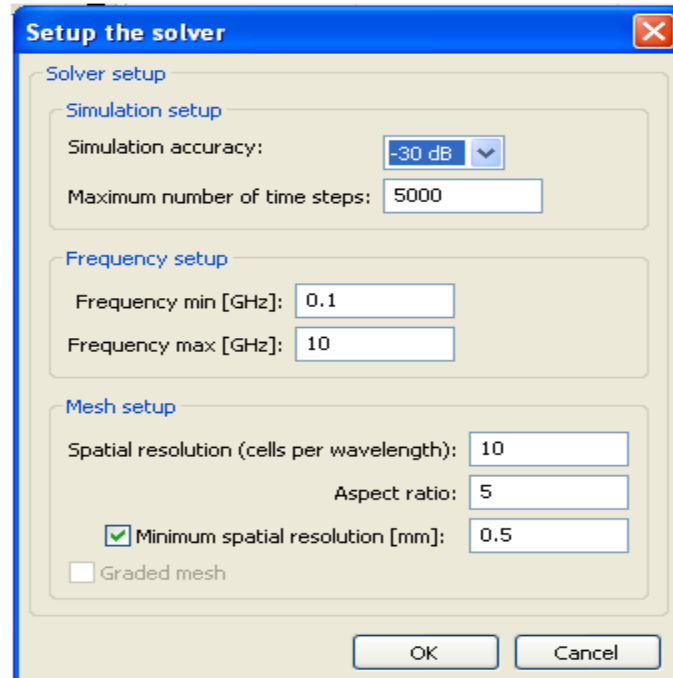 Setup the solver
Solver setup
Simulation setup
Simulation accuracy: -30 dB
Maximum number of time steps: 5000
Frequency setup
Frequency min [GHz]: 0.1
Frequency max [GHz]: 10
Mesh setup
Spatial resolution (cells per wavelength): 10
Aspect ratio: 5
Minimum spatial resolution [mm]: 0.5
Graded mesh
OK Cancel